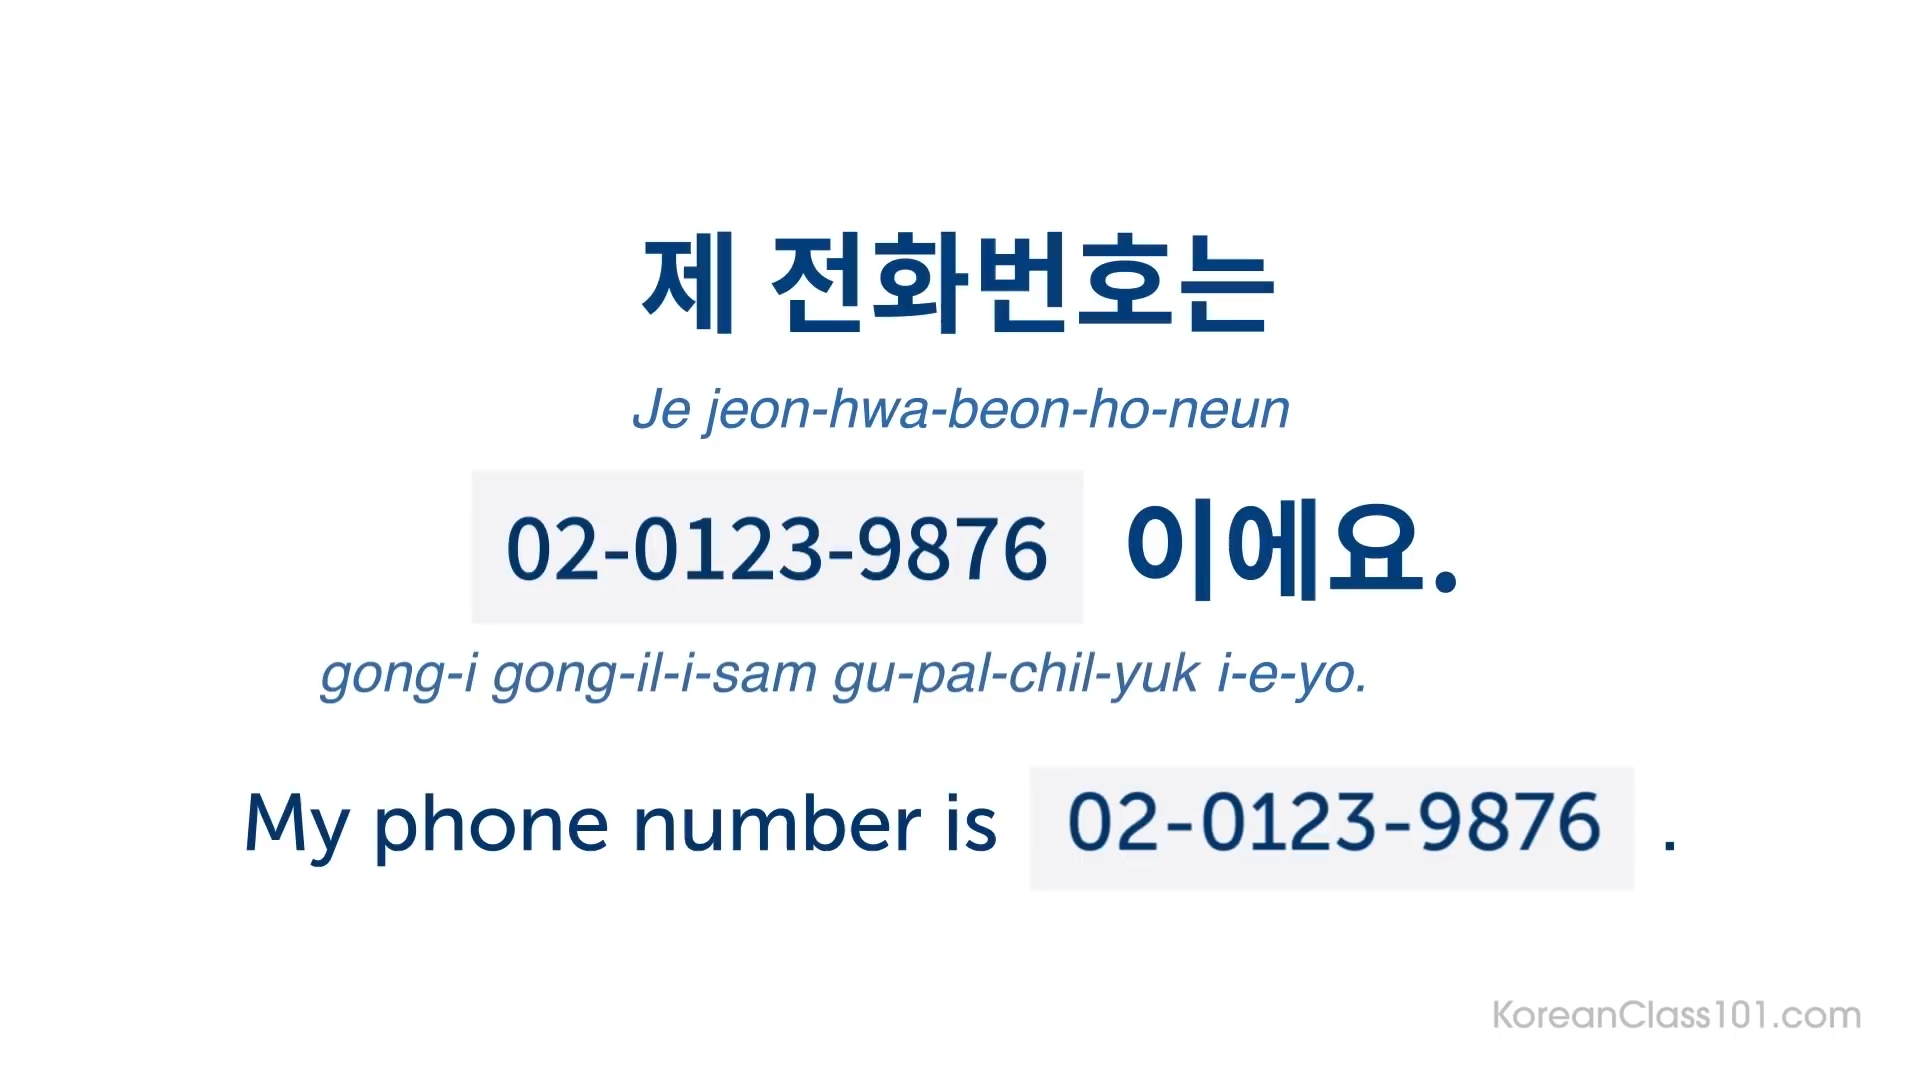 제 전화번호는
Je jeon-hwa-beon-ho-neun
02-0123-9876 이에요.
gong-i gong-il-i-sam gu-pal-chil-yuk i-e-yo.
My phone number is 02-0123-9876 .
KoreanClass101.com